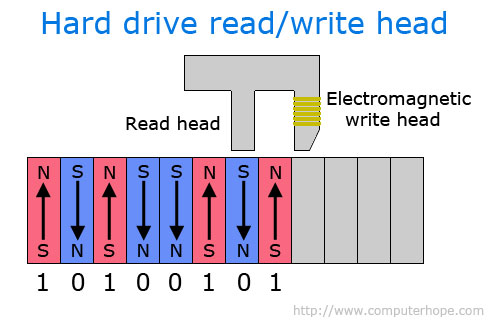 Hard drive read/write head
Electromagnetic
write head
Read head
N S N S S N S N
S N S N N S N S
1 0 1 0 0 1 0 1
http://www.computerhope.com